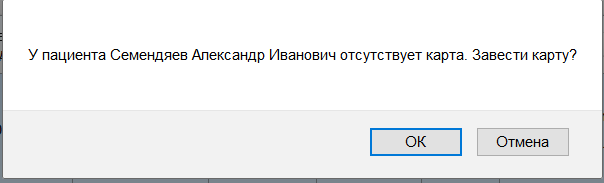 У пациента Семендяев Александр Иванович отсутствует карта. Завести карту?
ОК
Отмена